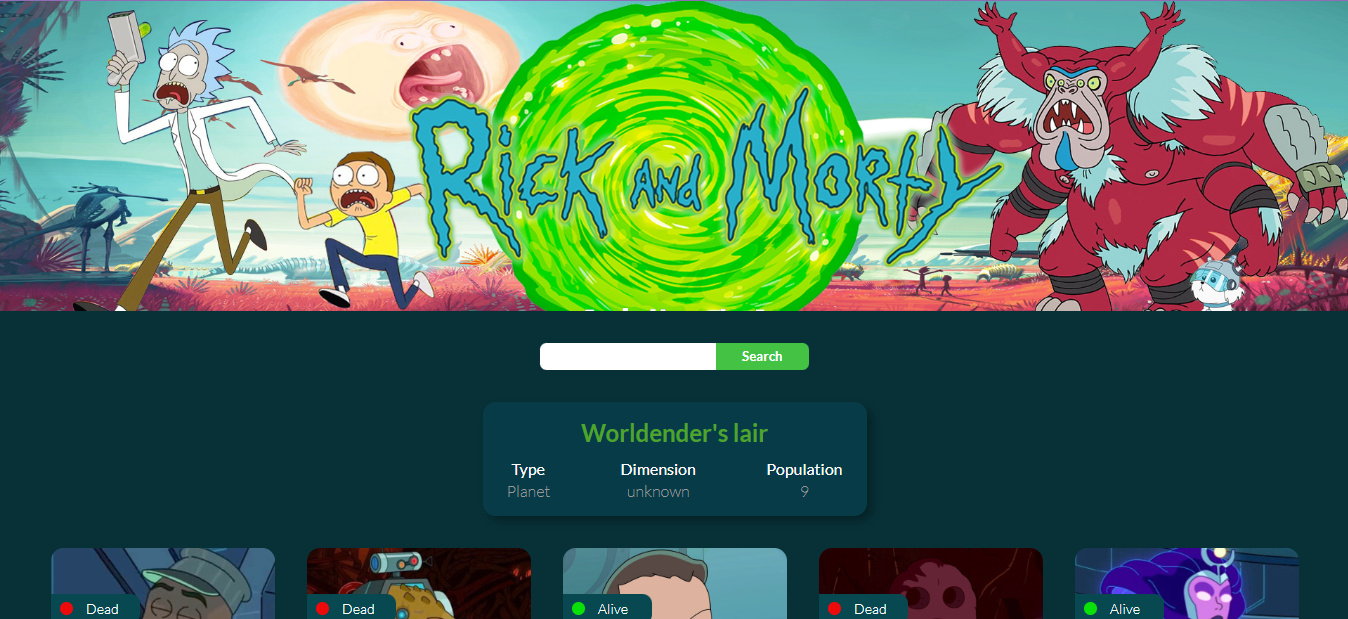 Rick and Morty
Search
Worldender's lair
Type Dimension Population
Planet unknown 9
Dead Dead Alive Dead Alive